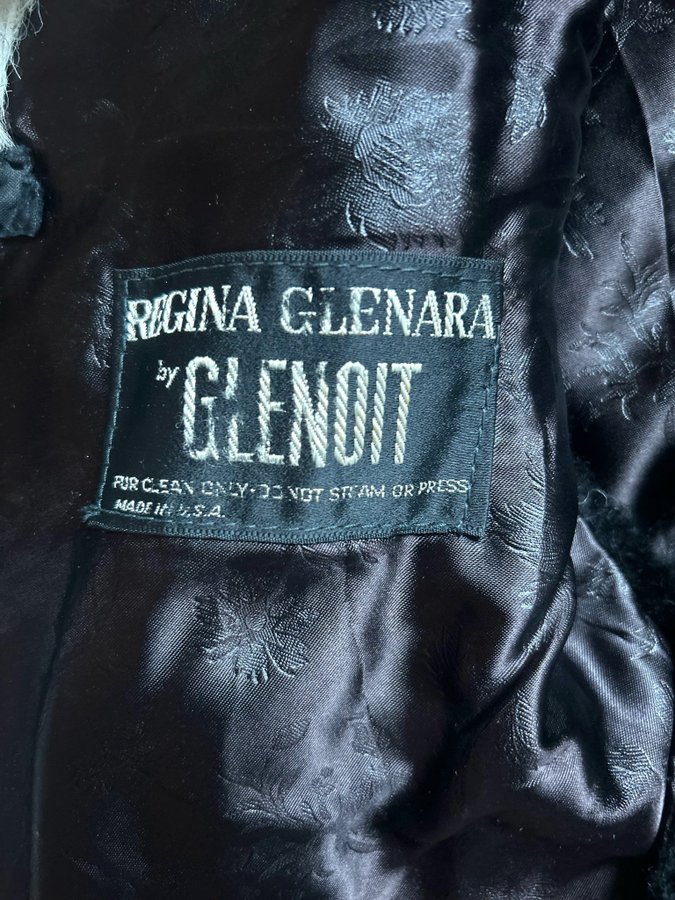 REGINA GLENARA
by GLENOIT
FUR CLEAN ONLY • DO NOT STEAM OR PRESS
MADE IN U.S.A.